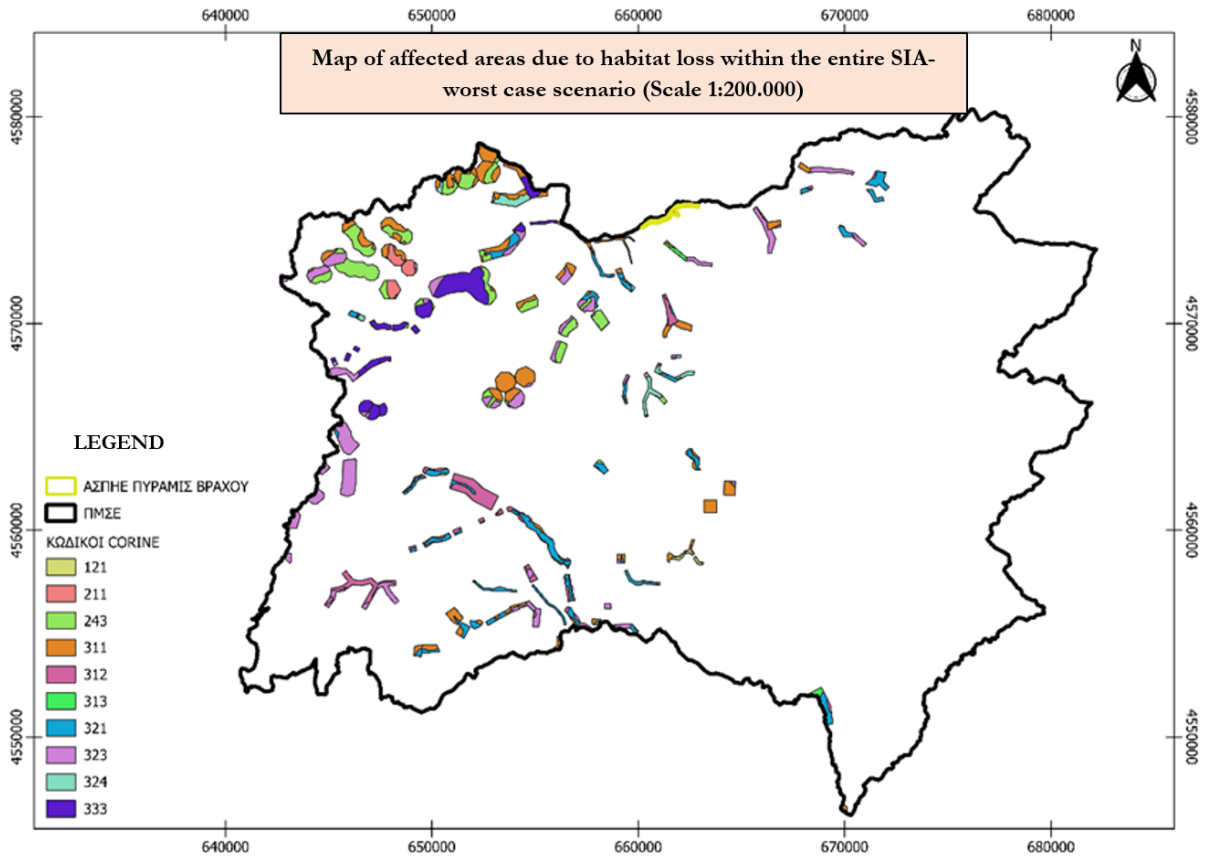 640000 650000 660000 670000 680000
Map of affected areas due to habitat loss within the entire SIA-
worst case scenario (Scale 1:200.000)
N
4580000 4580000
4570000 4570000
LEGEND
ΑΣΠΗΕ ΠΥΡΑΜΙΣ ΒΡΑΧΟΥ
ΠΜΣΕ
4560000 4560000
ΚΩΔΙΚΟΙ CORINE
121
211
243
311
312
313
321
4550000 4550000
323
324
333
640000 650000 660000 670000 680000